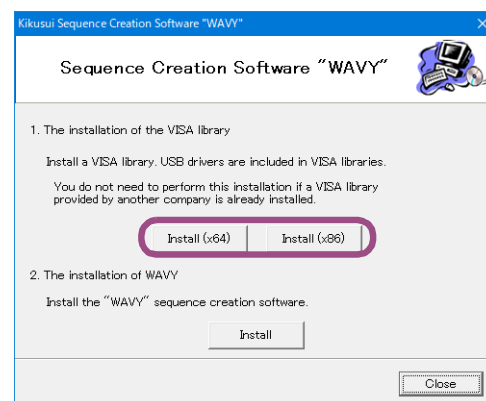 Kikusui Sequence Creation Software "WAVY"
Sequence Creation Software "WAVY"
1. The installation of the VISA library
Install a VISA library. USB drivers are included in VISA libraries.
You do not need to perform this installation if a VISA library
provided by another company is already installed.
Install (x64) Install (x86)
2. The installation of WAVY
Install the "WAVY" sequence creation software.
Install
Close